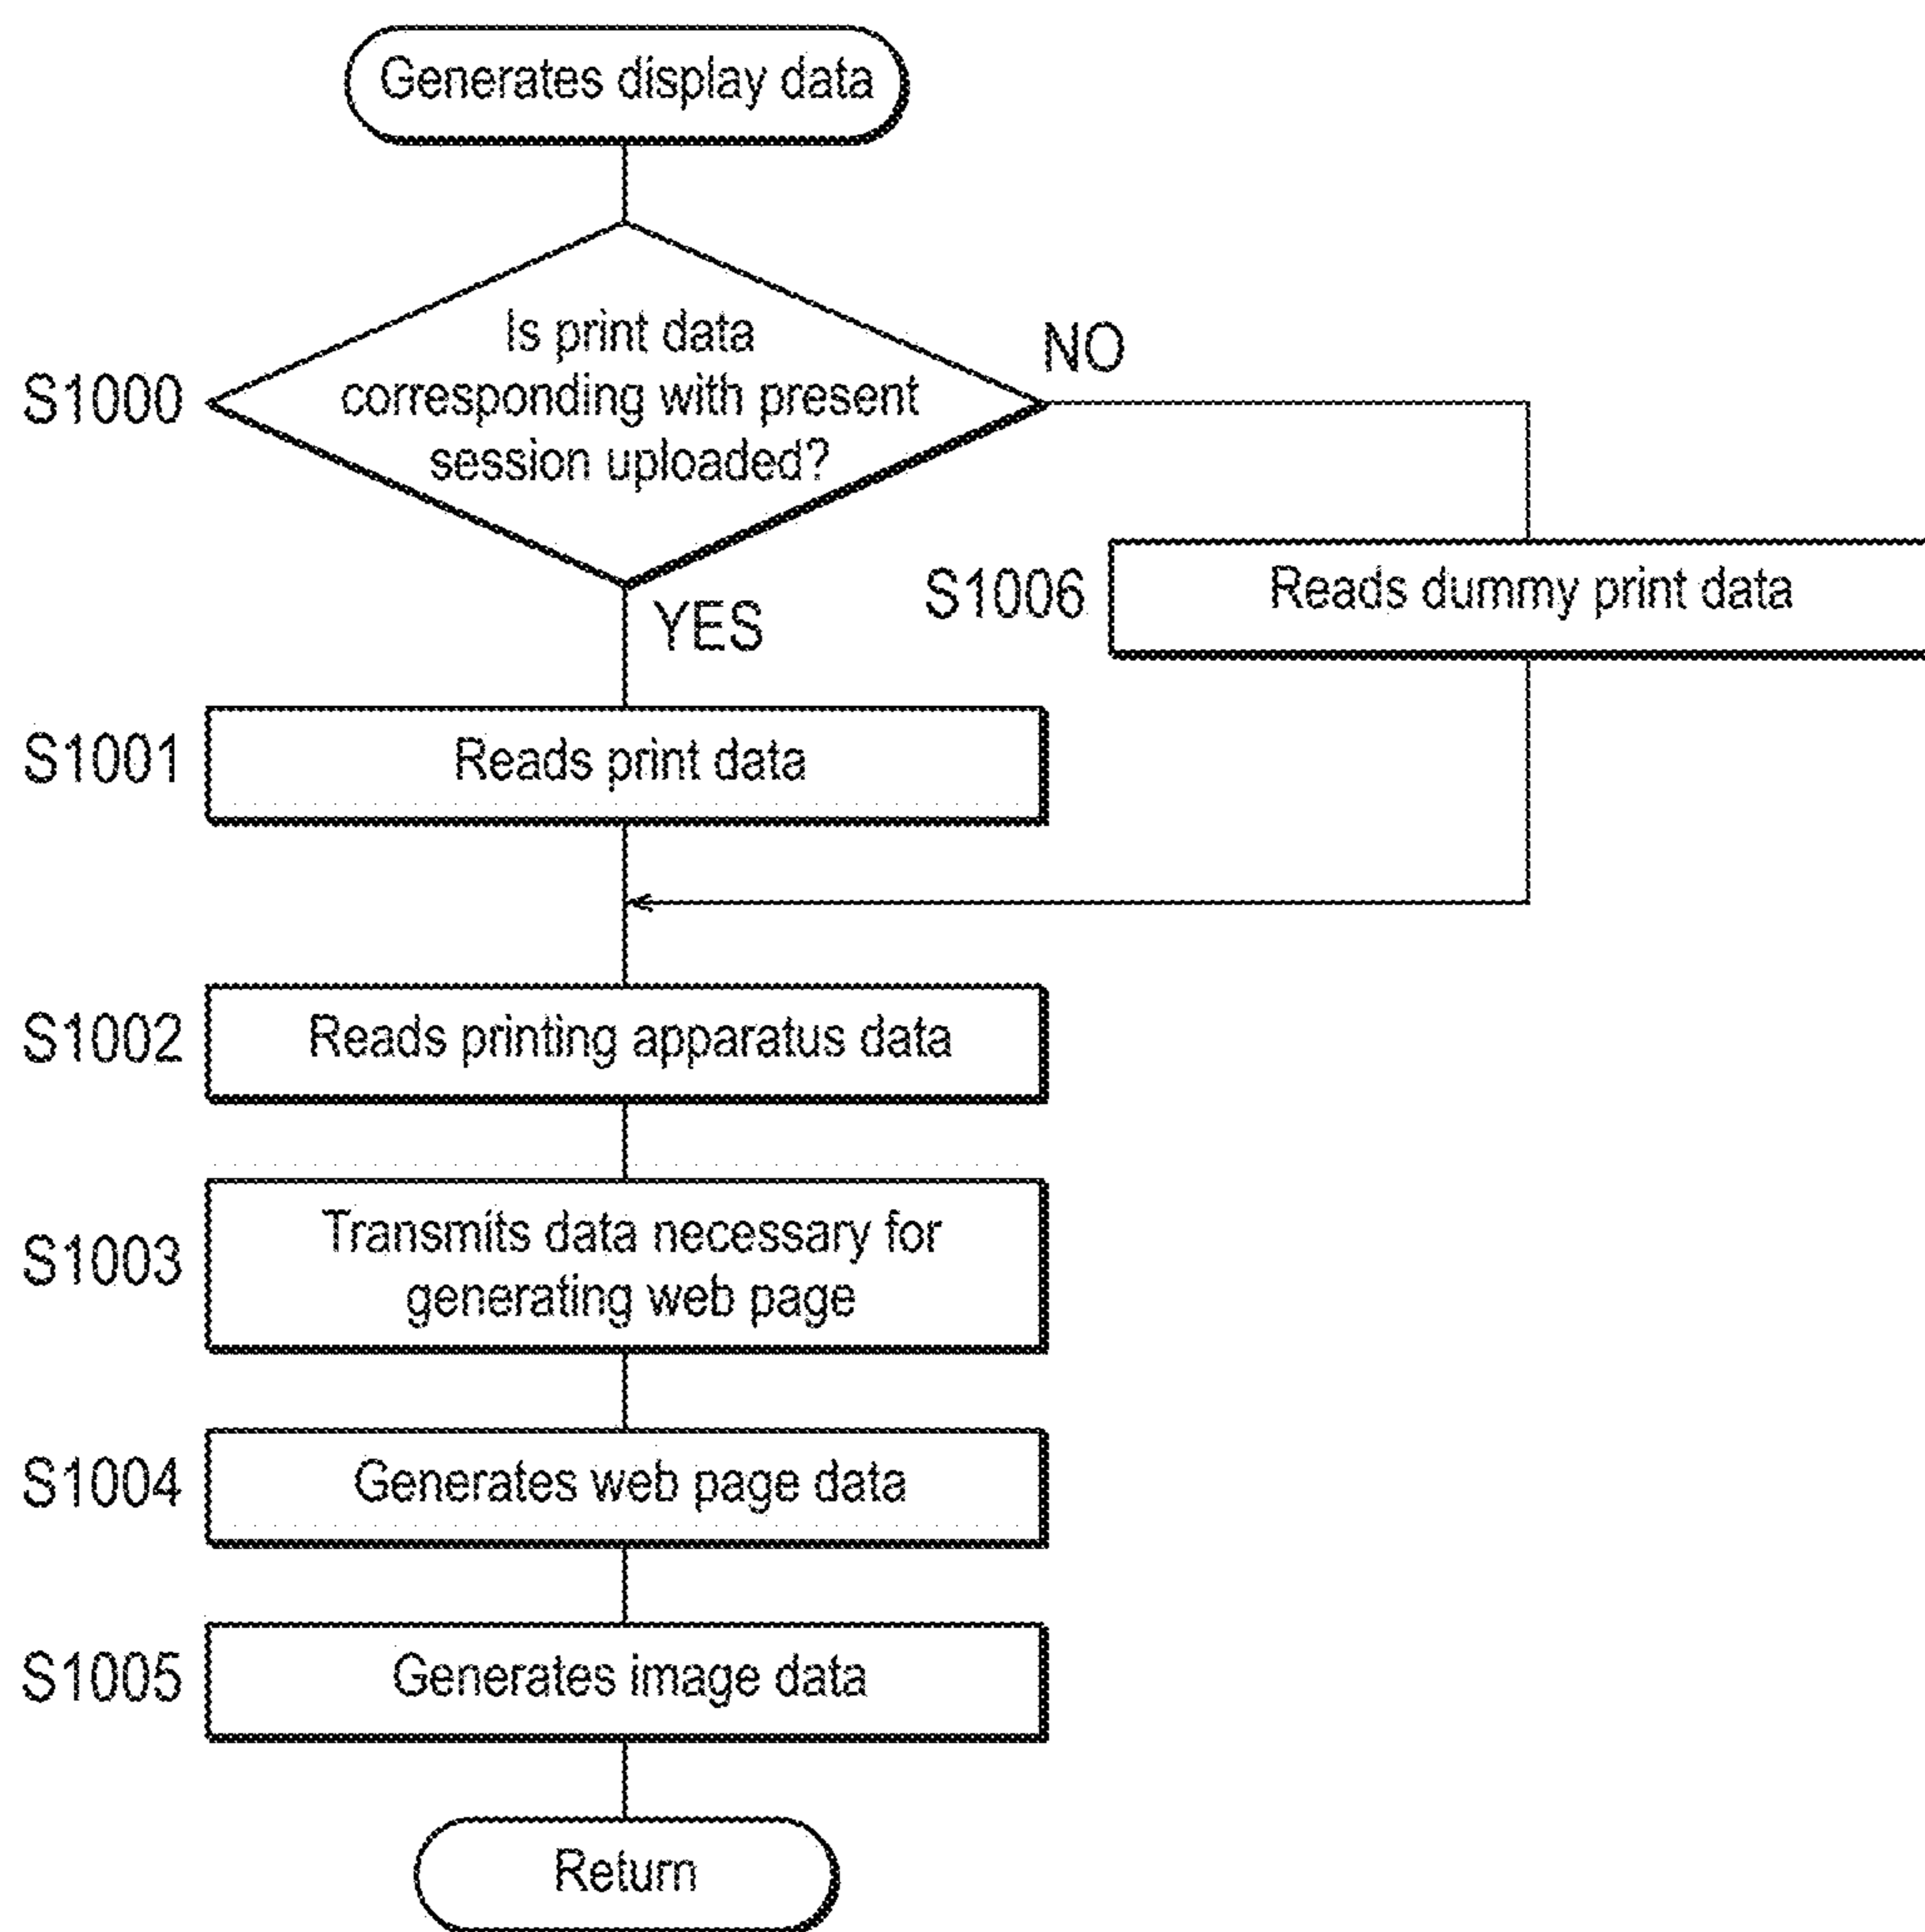 Generates display data
Is print data
corresponding with present
session uploaded?
S1000
NO
YES
S1006
Reads dummy print data
S1001
Reads print data
S1002
Reads printing apparatus data
S1003
Transmits data necessary for
generating web page
S1004
Generates web page data
S1005
Generates image data
Return